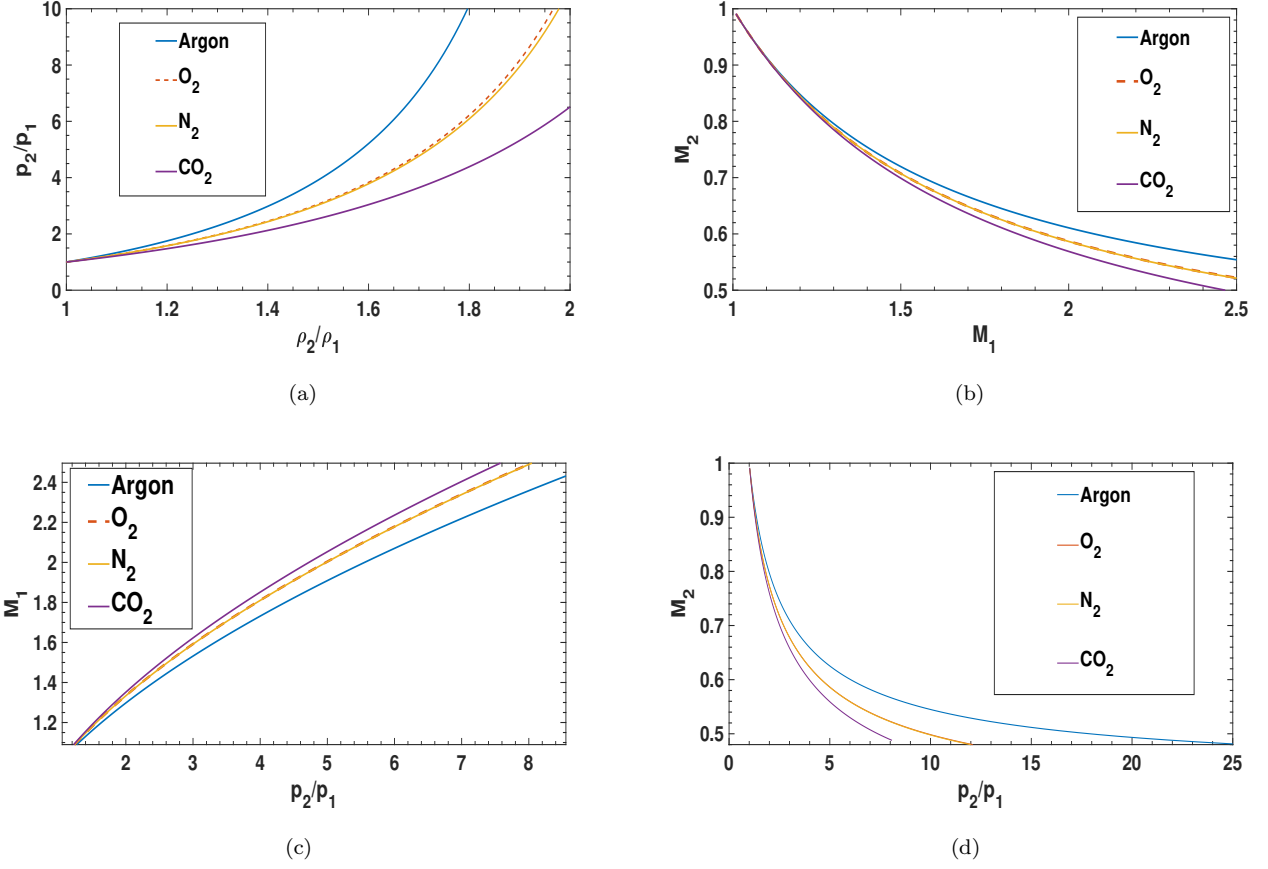 10
8
6
4
2
0
p2/p1
Argon
O2
N2
CO2
1 1.2 1.4 1.6 1.8 2
ρ2/ρ1
(a)
1
0.9
0.8
0.7
0.6
0.5
M2
Argon
O2
N2
CO2
1 1.5 2 2.5
M1
(b)
2.4
2.2
2
1.8
1.6
1.4
1.2
M1
Argon
O2
N2
CO2
2 3 4 5 6 7 8
p2/p1
(c)
1
0.9
0.8
0.7
0.6
0.5
M2
Argon
O2
N2
CO2
0 5 10 15 20 25
p2/p1
(d)